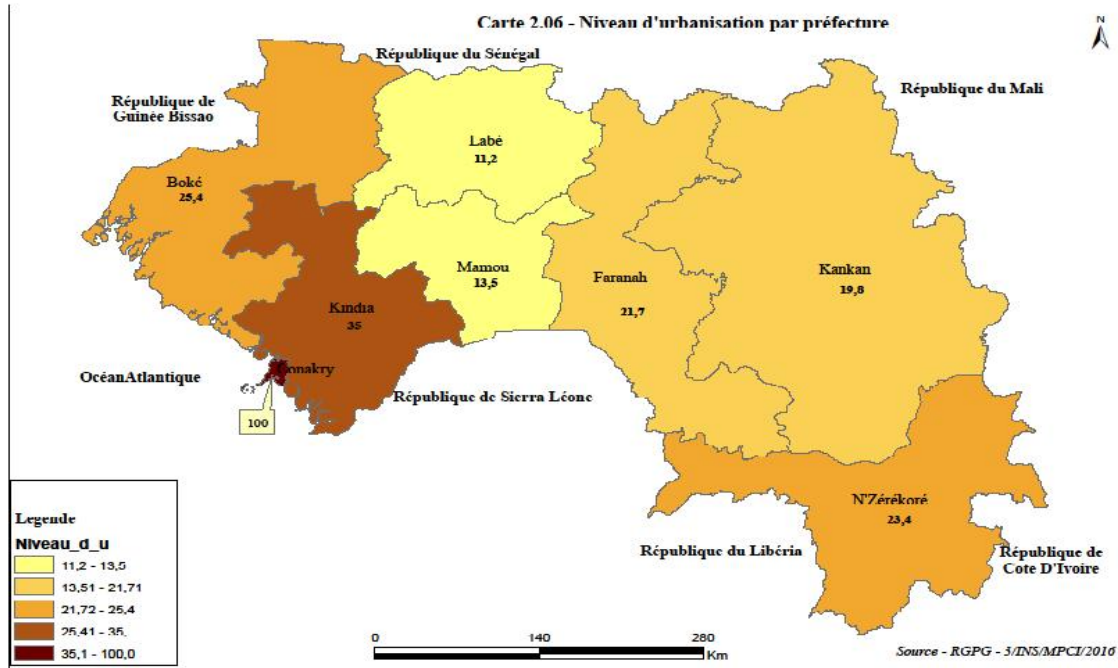 Carte 2.06 - Niveau d'urbanisation par préfecture
N
République du Sénégal
République du Mali
République de
Guinée Bissao
Labé
11,2
Boké
25,4
Mamou
13,5
Faranah
21,7
Kankan
19,8
Kındıa
35
Conakry
100
OcéanAtlantique
République de Sierra Léone
N'Zérékoré
23,4
République du Libéria
République de
Cote D'Ivoire
Legende
Niveau_d_u
11,2 - 13,5
13,51 - 21,71
21,72 - 25,4
25,41 - 35,
35,1 - 100,0
0 140 280
Km
Source - RGPG - 3/INS/MPCI/2016